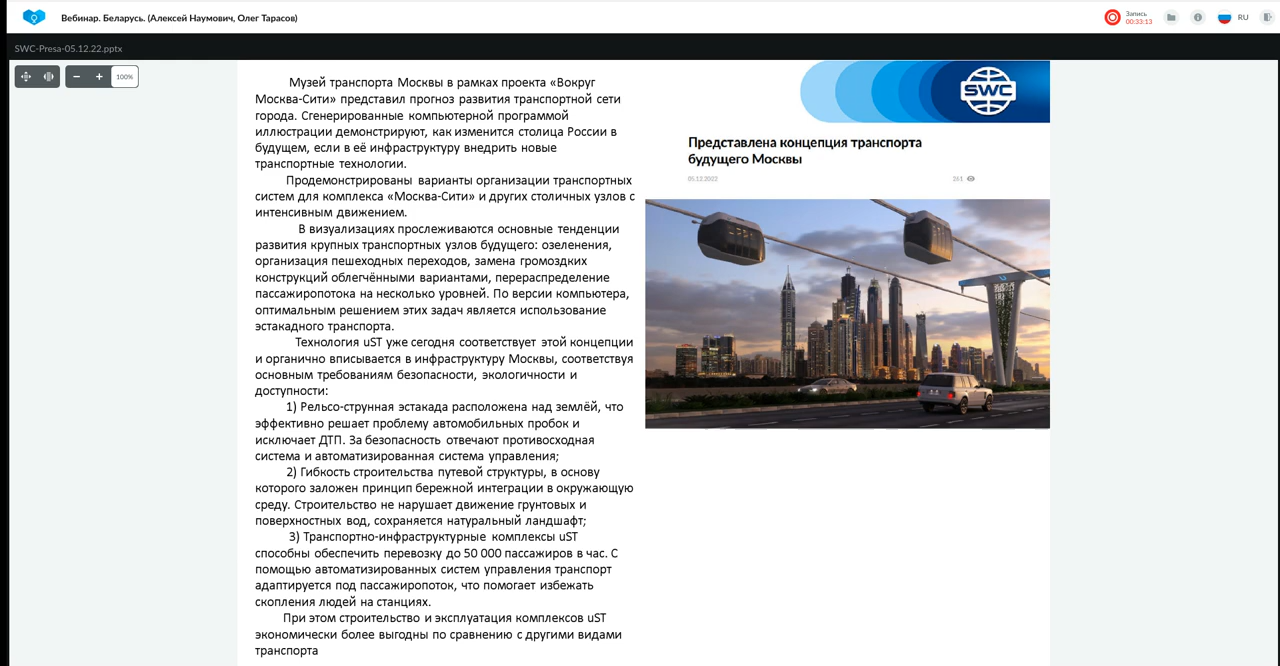 Вебинар. Беларусь. (Алексей Наумович, Олег Тарасов)
Запись
00:33:13
RU
SWC-Presa-05.12.22.pptx
100%
Музей транспорта Москвы в рамках проекта «Вокруг
Москва-Сити» представил прогноз развития транспортной сети
города. Сгенерированные компьютерной программой
иллюстрации демонстрируют, как изменится столица России в
будущем, если в её инфраструктуру внедрить новые
транспортные технологии.
Продемонстрированы варианты организации транспортных
систем для комплекса «Москва-Сити» и других столичных узлов с
интенсивным движением.
В визуализациях прослеживаются основные тенденции
развития крупных транспортных узлов будущего: озеленения,
организация пешеходных переходов, замена громоздких
конструкций облегчёнными вариантами, перераспределение
пассажиропотока на несколько уровней. По версии компьютера,
оптимальным решением этих задач является использование
эстакадного транспорта.
Технология uST уже сегодня соответствует этой концепции
и органично вписывается в инфраструктуру Москвы, соответствуя
основным требованиям безопасности, экологичности и
доступности:
1) Рельсо-струнная эстакада расположена над землёй, что
эффективно решает проблему автомобильных пробок и
исключает ДТП. За безопасность отвечают противосходная
система и автоматизированная система управления;
2) Гибкость строительства путевой структуры, в основу
которого заложен принцип бережной интеграции в окружающую
среду. Строительство не нарушает движение грунтовых и
поверхностных вод, сохраняется натуральный ландшафт;
3) Транспортно-инфраструктурные комплексы uST
способны обеспечить перевозку до 50 000 пассажиров в час. С
помощью автоматизированных систем управления транспорт
адаптируется под пассажиропоток, что помогает избежать
скопления людей на станциях.
При этом строительство и эксплуатация комплексов uST
экономически более выгодны по сравнению с другими видами
транспорта
SWC
Представлена концепция транспорта
будущего Москвы
05.12.2022
261